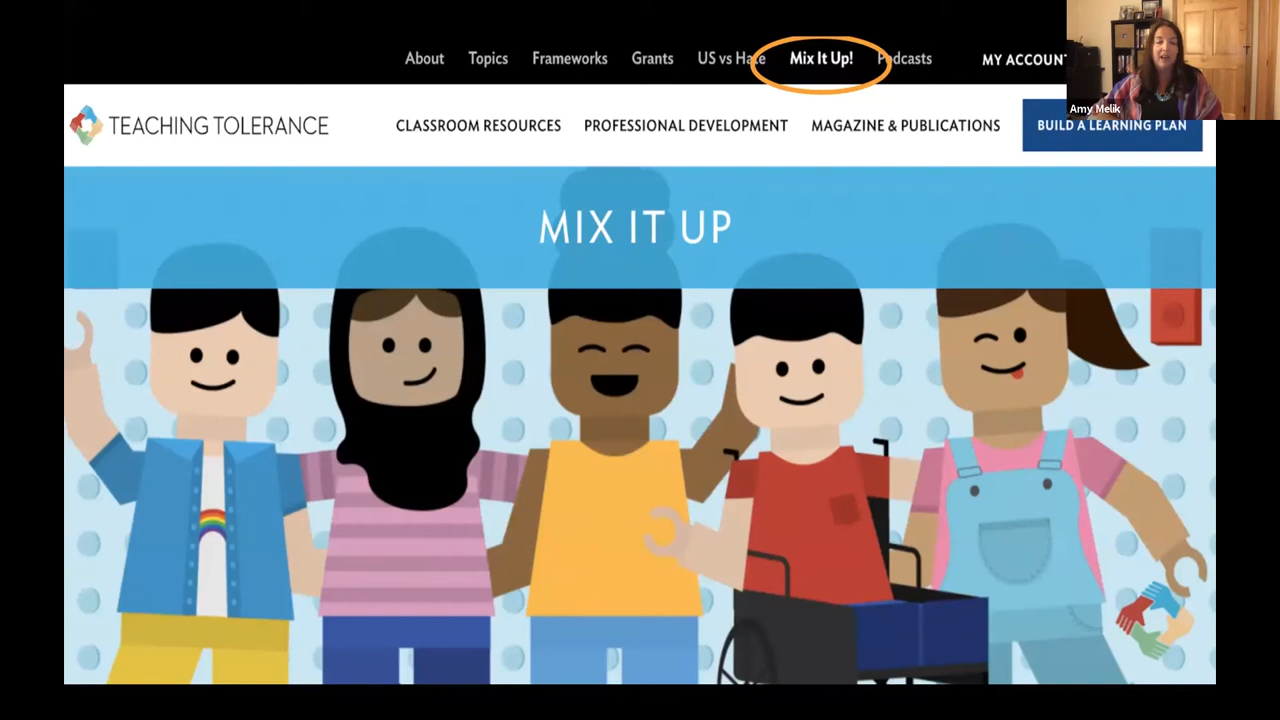 About Topics Frameworks Grants US vs Hate Mix It Up! Podcasts MY ACCOUNT
Amy Melik
TEACHING TOLERANCE CLASSROOM RESOURCES PROFESSIONAL DEVELOPMENT MAGAZINE & PUBLICATIONS BUILD A LEARNING PLAN
MIX IT UP